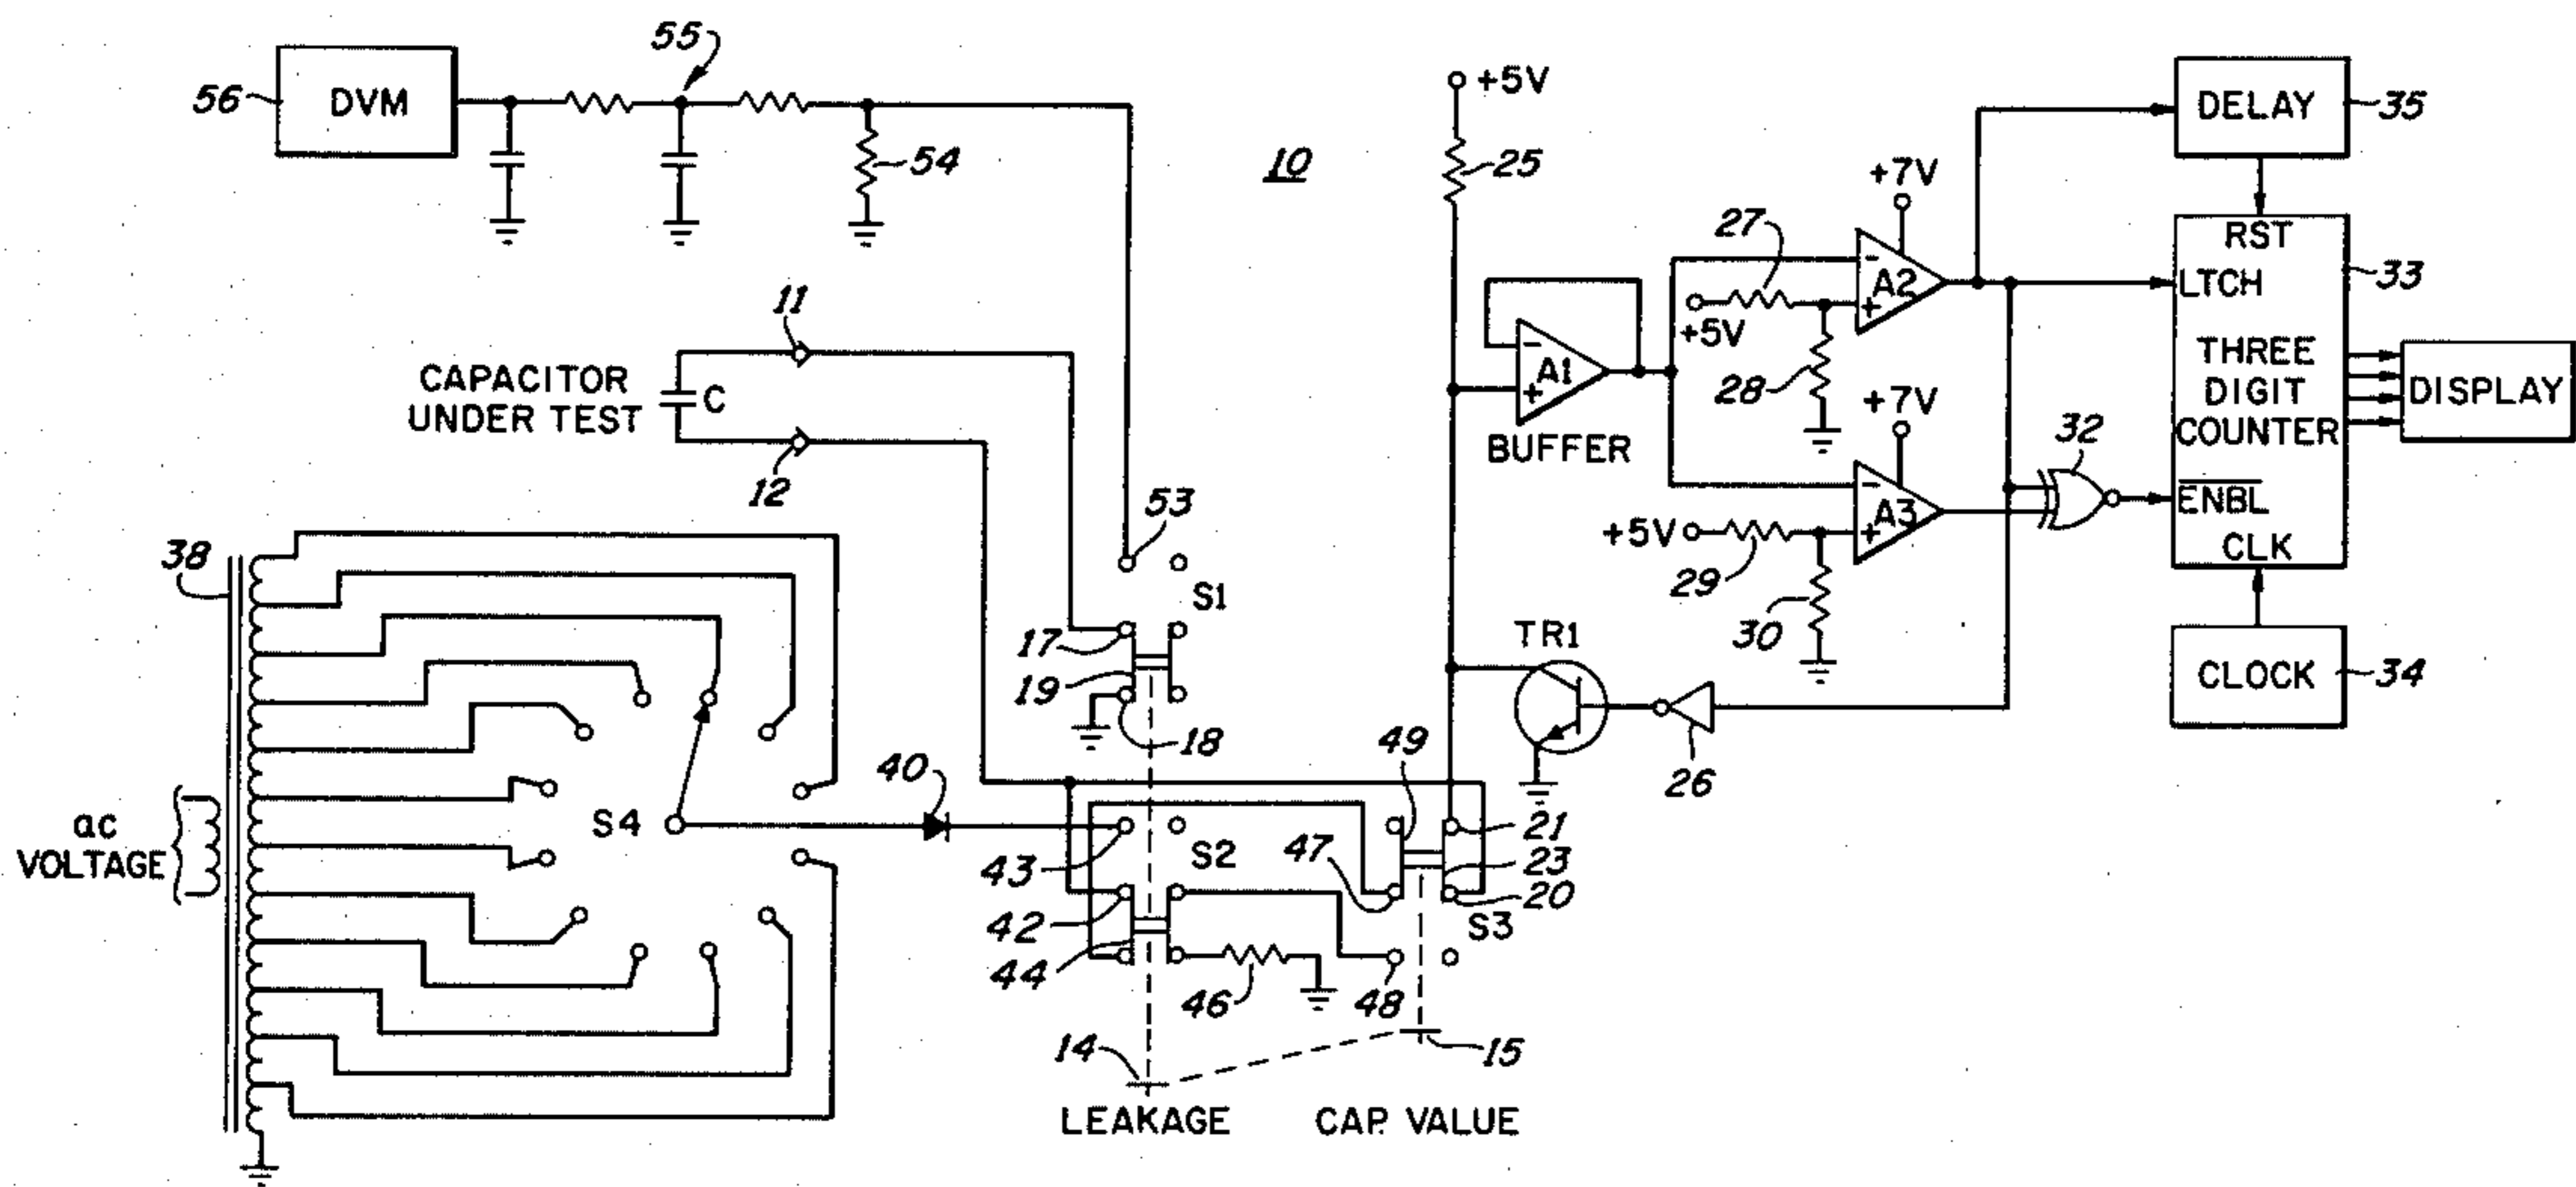 55
56
DVM
54
10
+5V
25
DELAY
35
+7V
27
RST
LTCH
33
-
A2
+
+5V
28
11
CAPACITOR
UNDER TEST
C
12
-
A1
+
BUFFER
THREE
DIGIT
COUNTER
DISPLAY
+7V
32
-
A3
+
+5V
29
30
ENBL
CLK
CLOCK
34
53
S1
17
19
18
TR1
26
38
ac
VOLTAGE
S4
40
43
S2
42
44
46
49
47
48
21
23
20
S3
14
15
LEAKAGE
CAP. VALUE